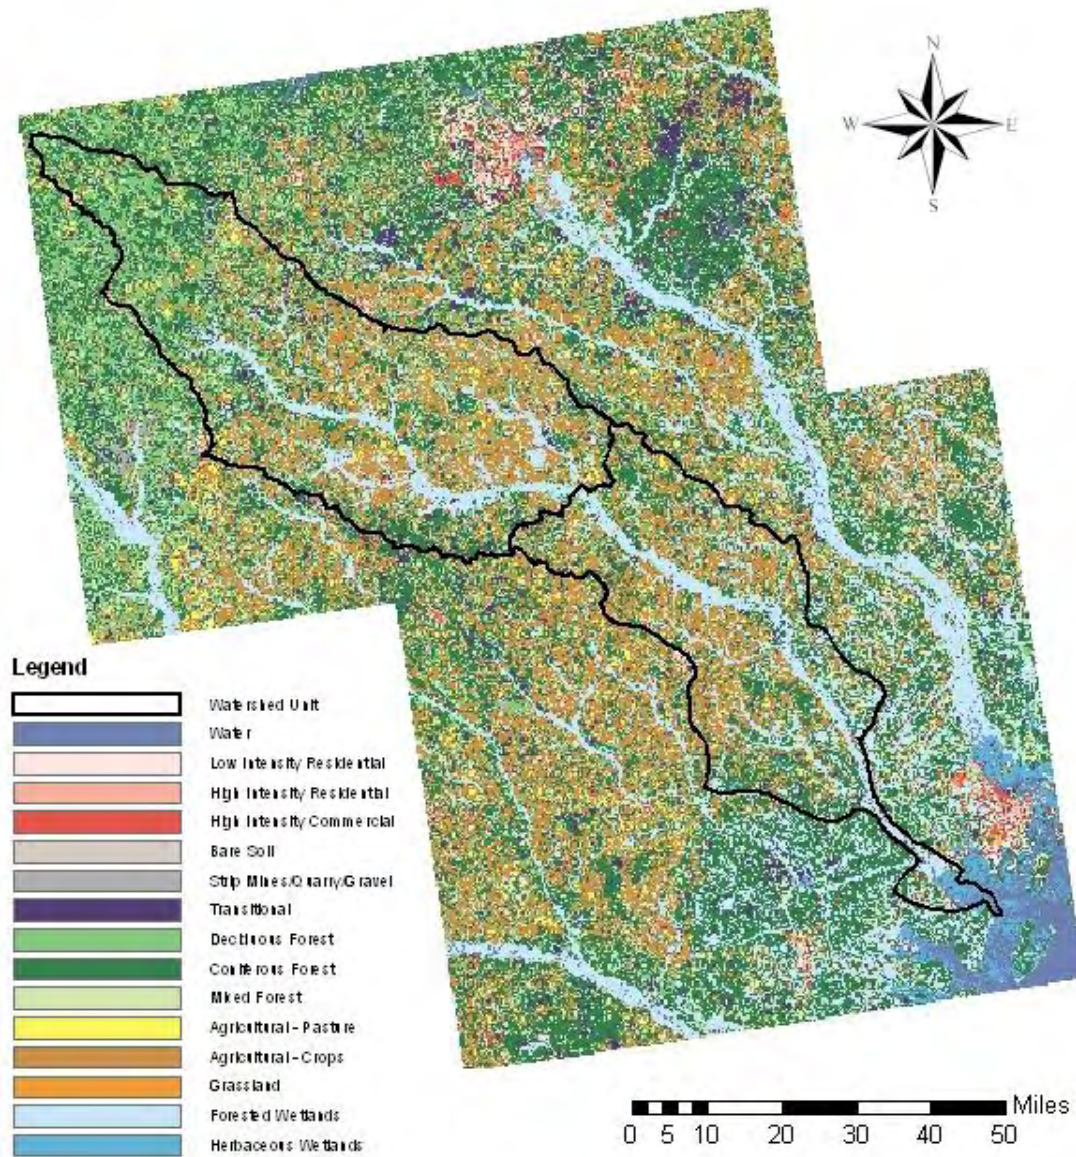 N
W E
S
Legend
Watershed Unit
Water
Low Intensity Residential
High Intensity Residential
High Intensity Commercial
Bare Soil
Strip Mines/Quarry/Gravel
Transitional
Deciduous Forest
Coniferous Forest
Mixed Forest
Agricultural - Pasture
Agricultural - Crops
Grassland
Forested Wetlands
Herbaceous Wetlands
Miles
0 5 10 20 30 40 50